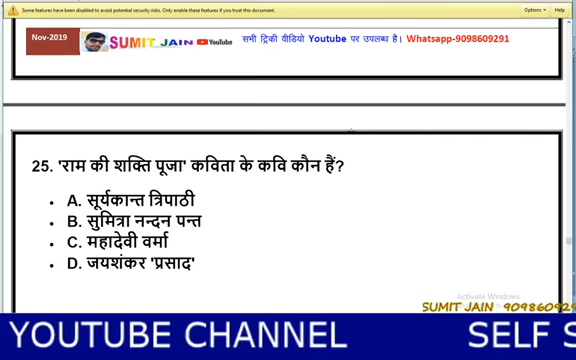 Some features have been disabled to avoid potential security risks. Only enable these features if you trust this document.
Options
Help
Nov-2019
SUMIT JAIN YouTube
सभी ट्रिकी वीडियो Youtube पर उपलब्ध है। Whatsapp-9098609291
25. 'राम की शक्ति पूजा' कविता के कवि कौन हैं?
A. सूर्यकान्त त्रिपाठी
B. सुमित्रा नन्दन पन्त
C. महादेवी वर्मा
D. जयशंकर 'प्रसाद'
Activate Windows
SUMIT JAIN 909860929
YOUTUBE CHANNEL SELF S